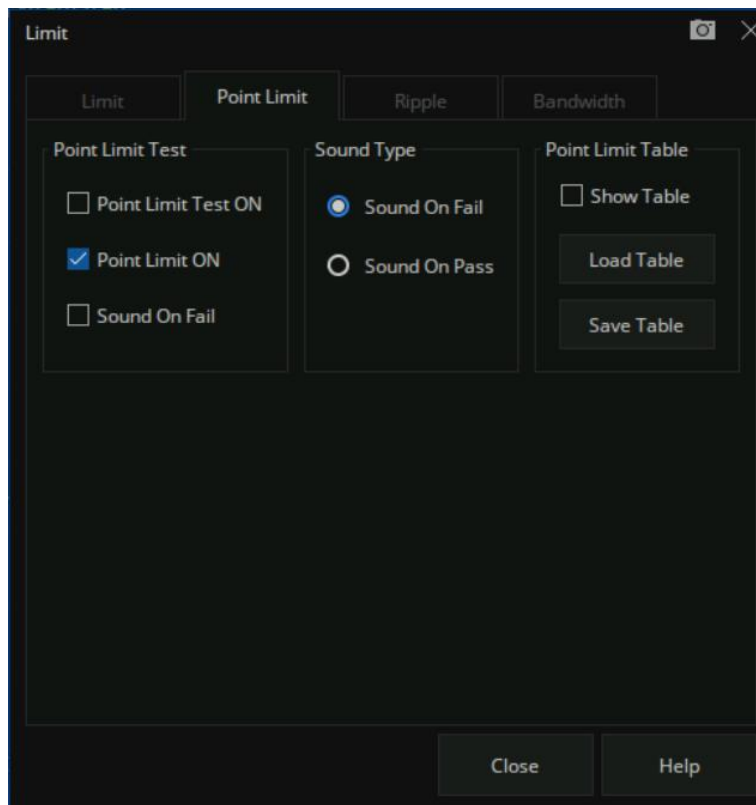 Limit
Limit Point Limit Ripple Bandwidth
Point Limit Test
Point Limit Test ON
Point Limit ON
Sound On Fail
Sound Type
Sound On Fail
Sound On Pass
Point Limit Table
Show Table
Load Table
Save Table
Close Help